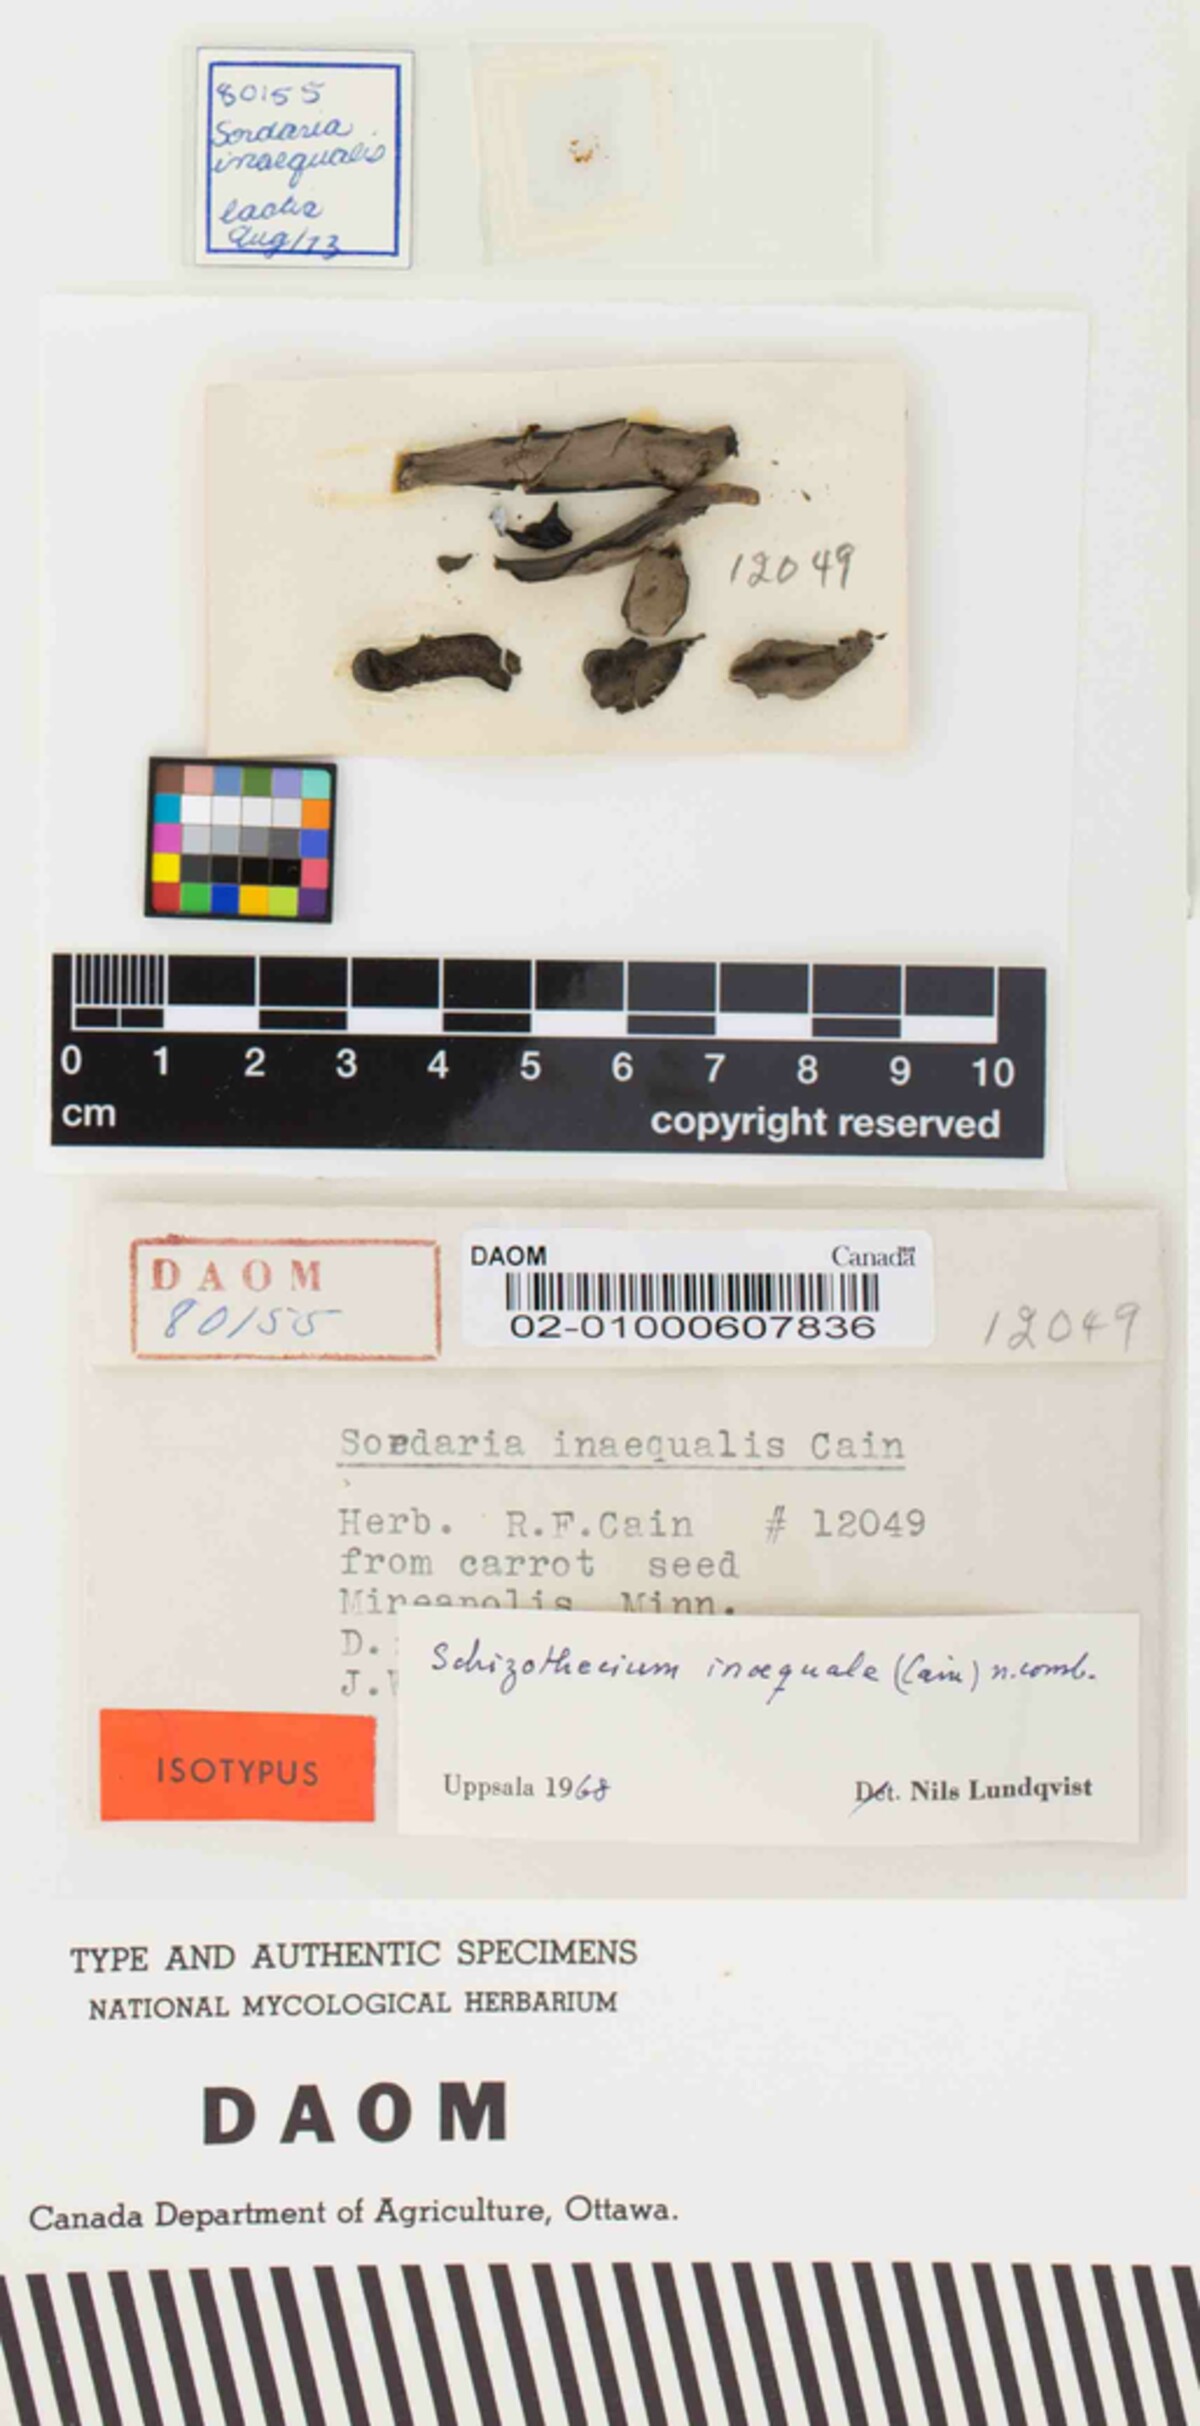 80155
Sordaria
inaequalis
lactic
Aug/73
12049
0 1 2 3 4 5 6 7 8 9 10
cm
copyright reserved
DAOM
80155
DAOM Canada
02-01000607836
12049
Sordaria inaequalis Cain
Herb. R.F.Cain # 12049
from carrot seed
Mineapolis Minn.
D.
J.
Schizothecium inaequale (Cain) n.comb.
Uppsala 1968 Det. Nils Lundqvist
ISOTYPUS
TYPE AND AUTHENTIC SPECIMENS
NATIONAL MYCOLOGICAL HERBARIUM
DAOM
Canada Department of Agriculture, Ottawa.